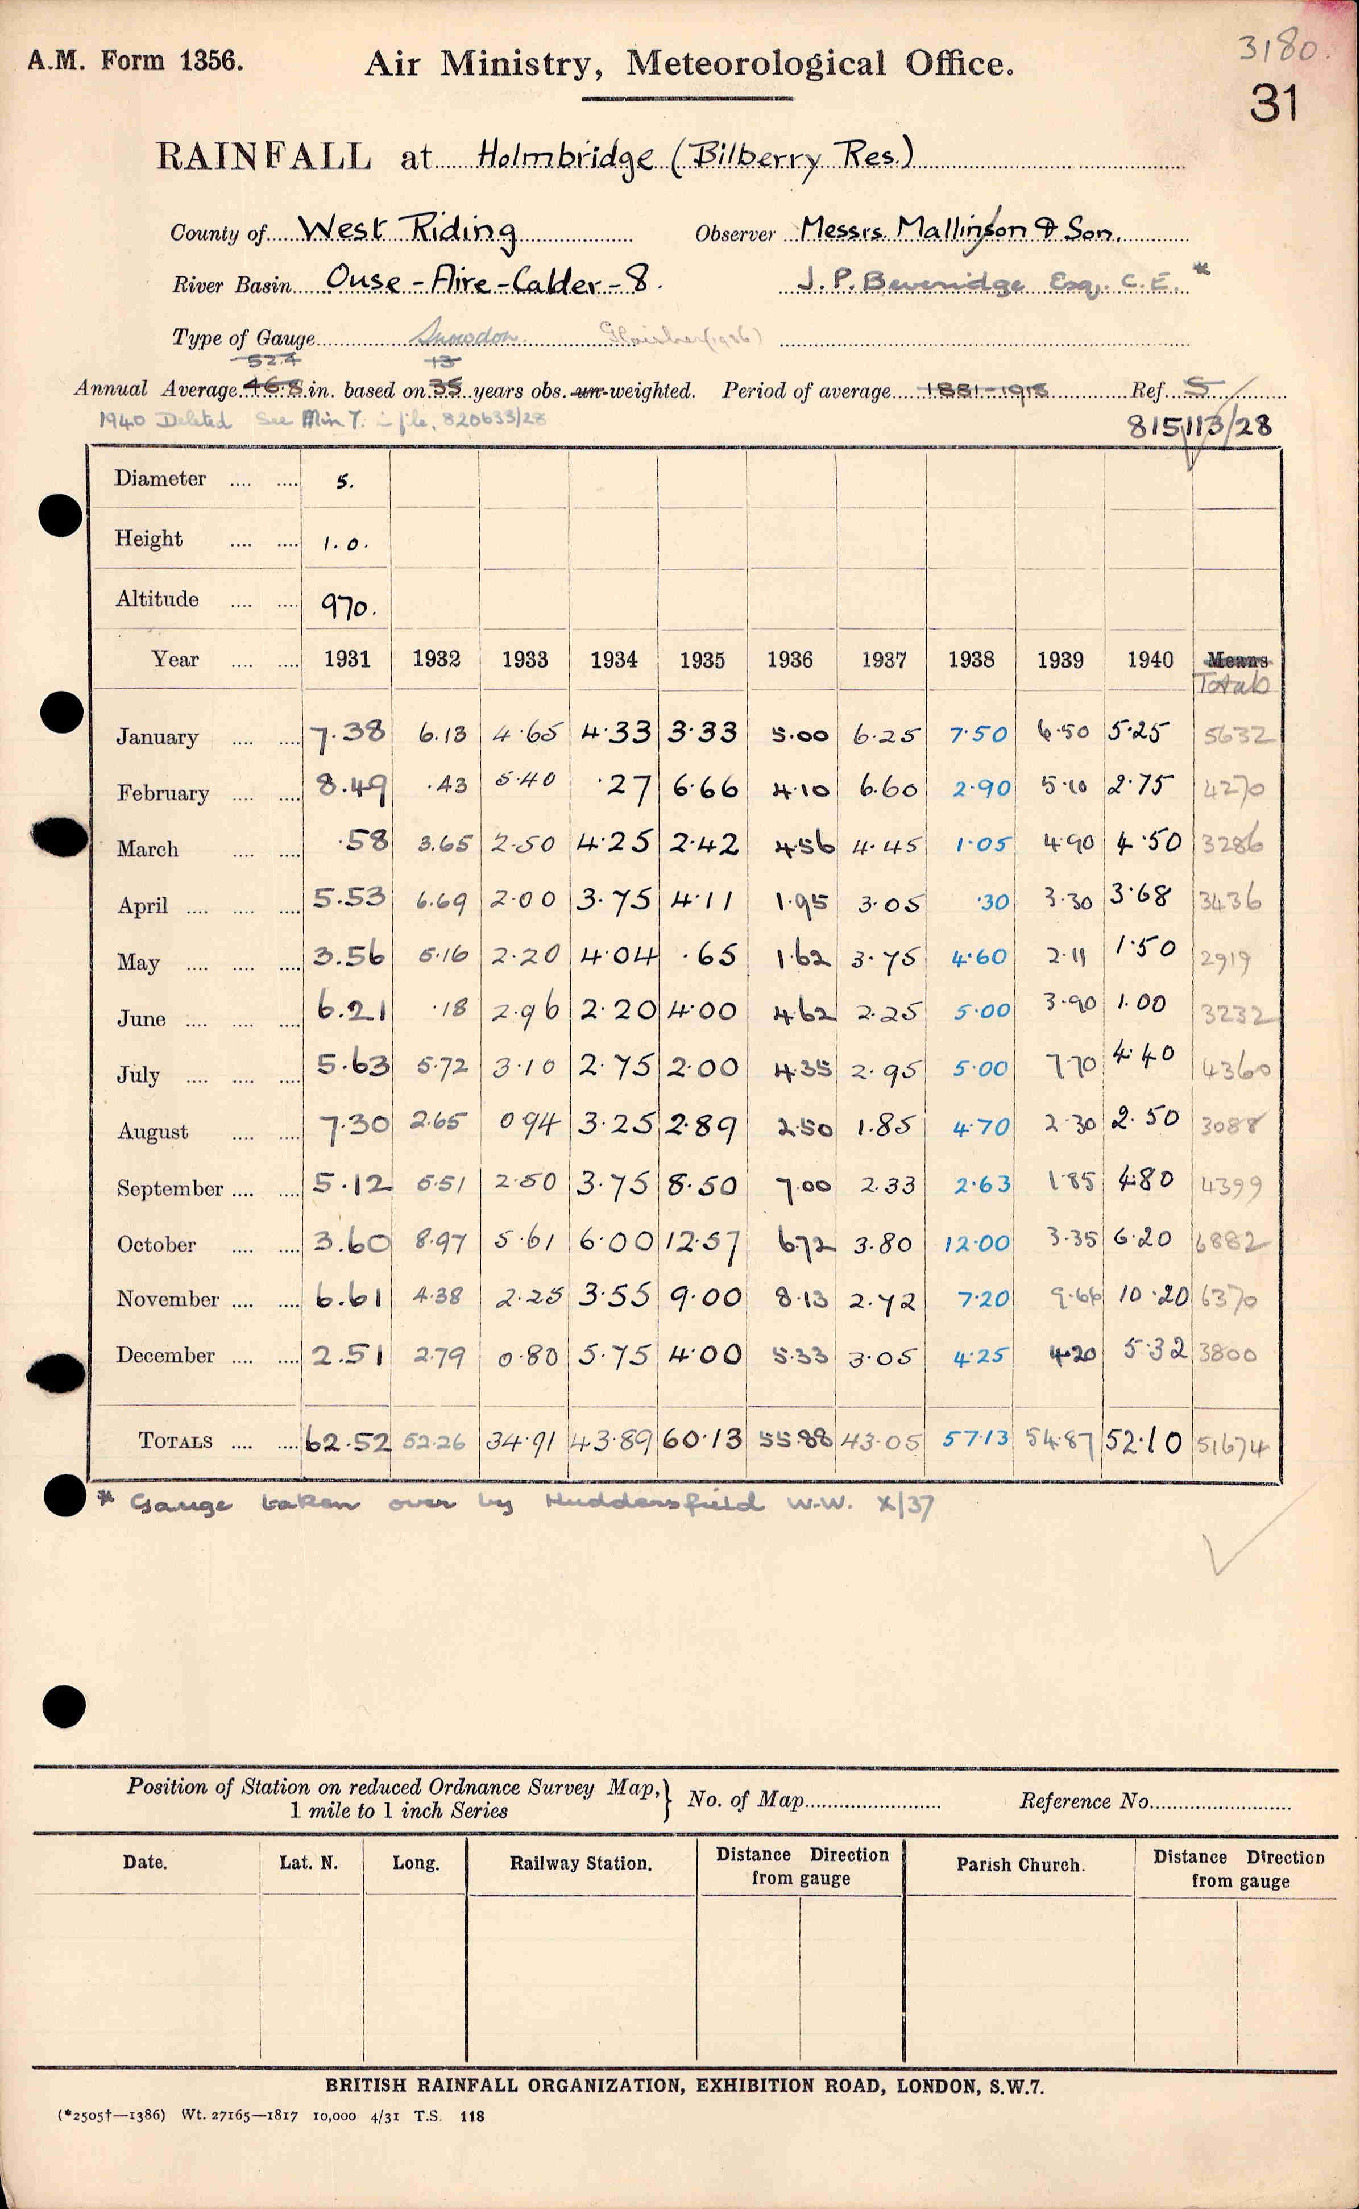 3180.
A.M. Form 1356. Air Ministry, Meteorological Office.
31
RAINFALL at Holmbridge (Bilberry Res.)
County of West Riding Observer Messrs. Mallinson & Son.
River Basin Ouse - Aire - Calder - 8. J. P. Beveridge Esq. C.E. *
Type of Gauge Snowdon
52.4 13
Annual Average 46.8 in. based on 35 years obs. un-weighted. Period of average 1881-1915 Ref. S
1940 Deleted See Min 7. file, 820633/28 815113/28
Diameter 5.
Height 1.0.
Altitude 970.
Year 1931 1932 1933 1934 1935 1936 1937 1938 1939 1940 Means
Totals
January 7.38 6.13 4.65 4.33 3.33 5.00 6.25 7.50 6.50 5.25 5632
February 8.49 .43 5.40 .27 6.66 4.10 6.60 2.90 5.10 2.75 4270
March .58 3.65 2.50 4.25 2.42 4.56 4.45 1.05 4.90 4.50 3286
April 5.53 6.69 2.00 3.75 4.11 1.95 3.05 .30 3.30 3.68 3436
May 3.56 5.16 2.20 4.04 .65 1.62 3.75 4.60 2.11 1.50 2919
June 6.21 .18 2.96 2.20 4.00 4.62 2.25 5.00 3.90 1.00 3232
July 5.63 5.72 3.10 2.75 2.00 4.35 2.95 5.00 7.70 4.40 4360
August 7.30 2.65 0 94 3.25 2.89 2.50 1.85 4.70 2.30 2.50 3088
September 5.12 5.51 2.50 3.75 8.50 7.00 2.33 2.63 1.85 4.80 4399
October 3.60 8.97 5.61 6.00 12.57 6.72 3.80 12.00 3.35 6.20 6882
November 6.61 4.38 2.25 3.55 9.00 8.13 2.72 7.20 9.66 10.20 6370
December 2.51 2.79 0.80 5.75 4.00 5.33 3.05 4.25 4.20 5.32 3800
TOTALS 62.52 52.26 34.91 43.89 60.13 55.88 43.05 57.13 54.87 52.10 51674
* Gauge taken over by Huddersfield W.W. X/37
Position of Station on reduced Ordnance Survey Map, } No. of Map Reference No.
1 mile to 1 inch Series
Date. Lat. N. Long. Railway Station. Distance Direction from gauge Parish Church. Distance Direction from gauge
BRITISH RAINFALL ORGANIZATION, EXHIBITION ROAD, LONDON, S.W.7.
(*2505†—1386) Wt. 27165—1817 10,000 4/31 T.S. 118